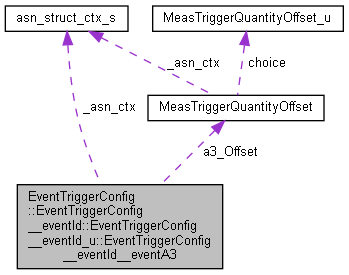 asn_struct_ctx_s
MeasTriggerQuantityOffset_u
_asn_ctx
choice
_asn_ctx
MeasTriggerQuantityOffset
a3_Offset
EventTriggerConfig
::EventTriggerConfig
__eventId::EventTriggerConfig
__eventId_u::EventTriggerConfig
__eventId__eventA3